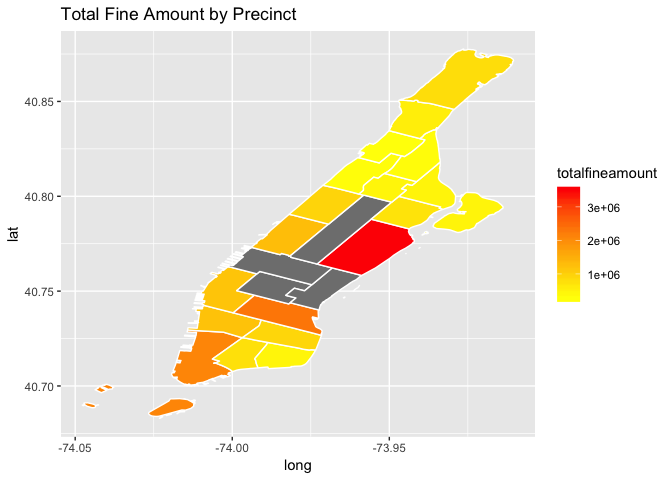 Total Fine Amount by Precinct
totalfineamount
3e+06
2e+06
1e+06
lat
40.85
40.80
40.75
40.70
-74.05
-74.00
-73.95
long